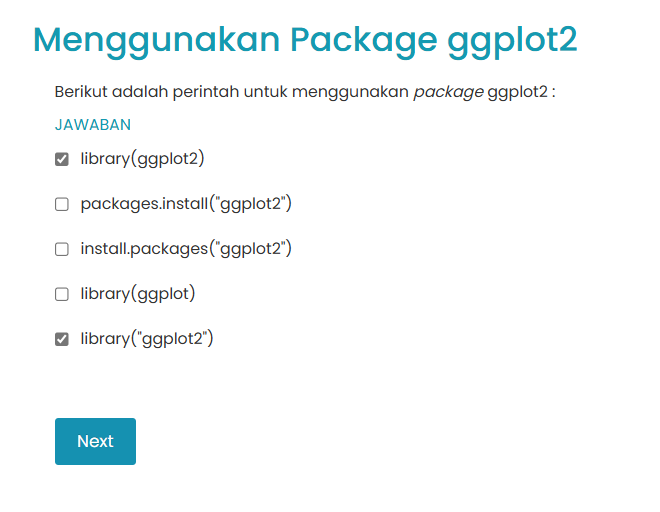 Menggunakan Package ggplot2
Berikut adalah perintah untuk menggunakan package ggplot2 :
JAWABAN
library(ggplot2)
packages.install("ggplot2")
install.packages("ggplot2")
library(ggplot)
library("ggplot2")
Next